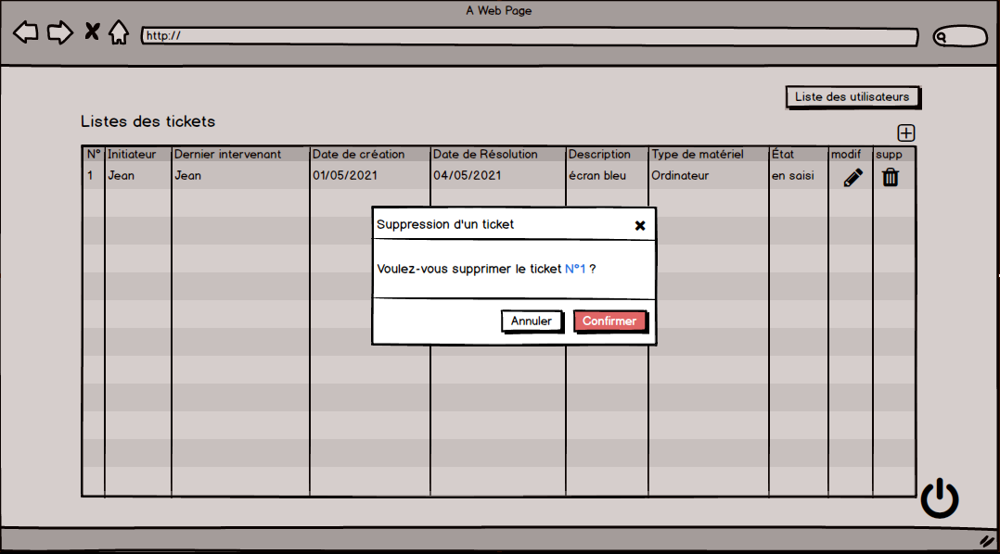 A Web Page
http://
Liste des utilisateurs
Listes des tickets
N° Initiateur Dernier intervenant Date de création Date de Résolution Description Type de matériel État modif supp
1 Jean Jean 01/05/2021 04/05/2021 écran bleu Ordinateur en saisi
Suppression d'un ticket
Voulez-vous supprimer le ticket N°1 ?
Annuler Confirmer